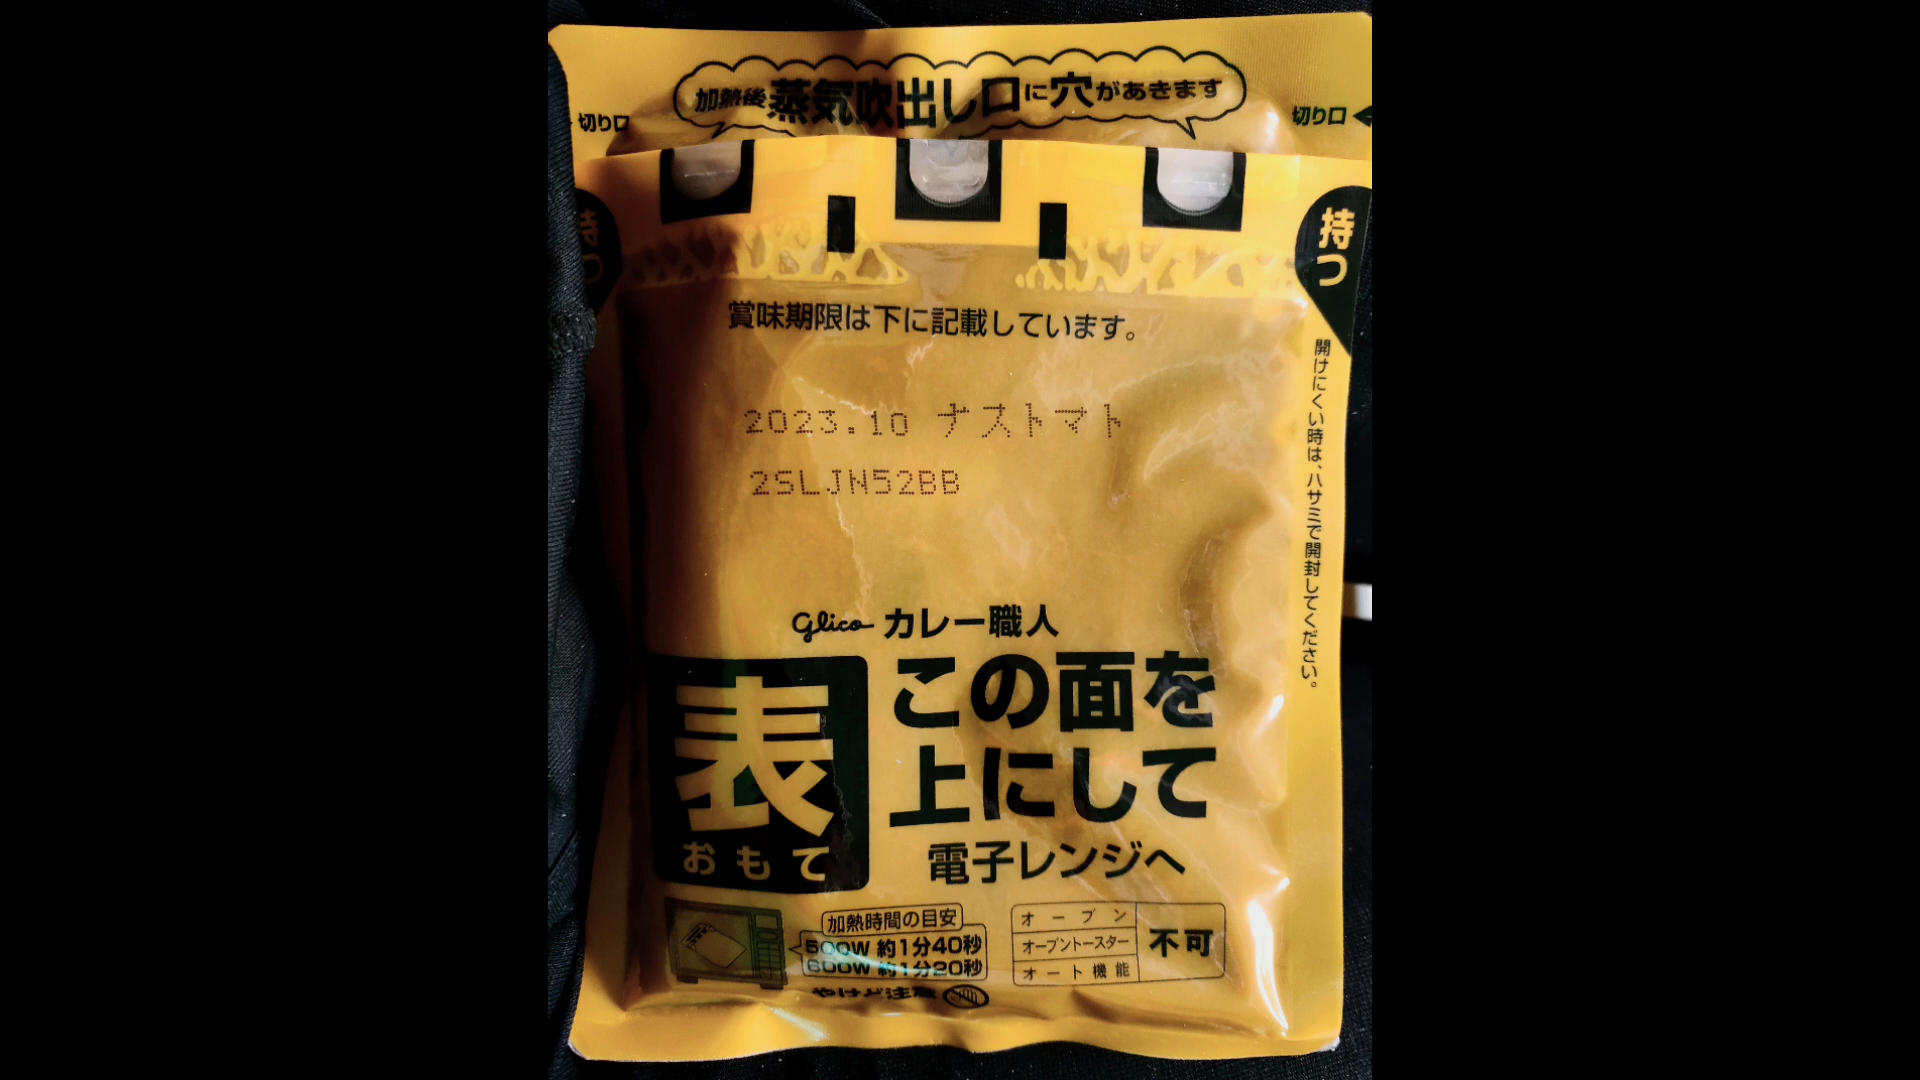 加熱後蒸気吹出し口に穴があきます
切り口
切り口
持つ
持つ
賞味期限は下に記載しています。
開けにくい時は、ハサミで開封してください。
2023.10 ナストマト
2SLJN52BB
glico カレー職人
表
おもて
この面を
上にして
電子レンジへ
加熱時間の目安
500W 約1分40秒
600W 約1分20秒
やけど注意
オーブン
オーブントースター
オート機能
不可